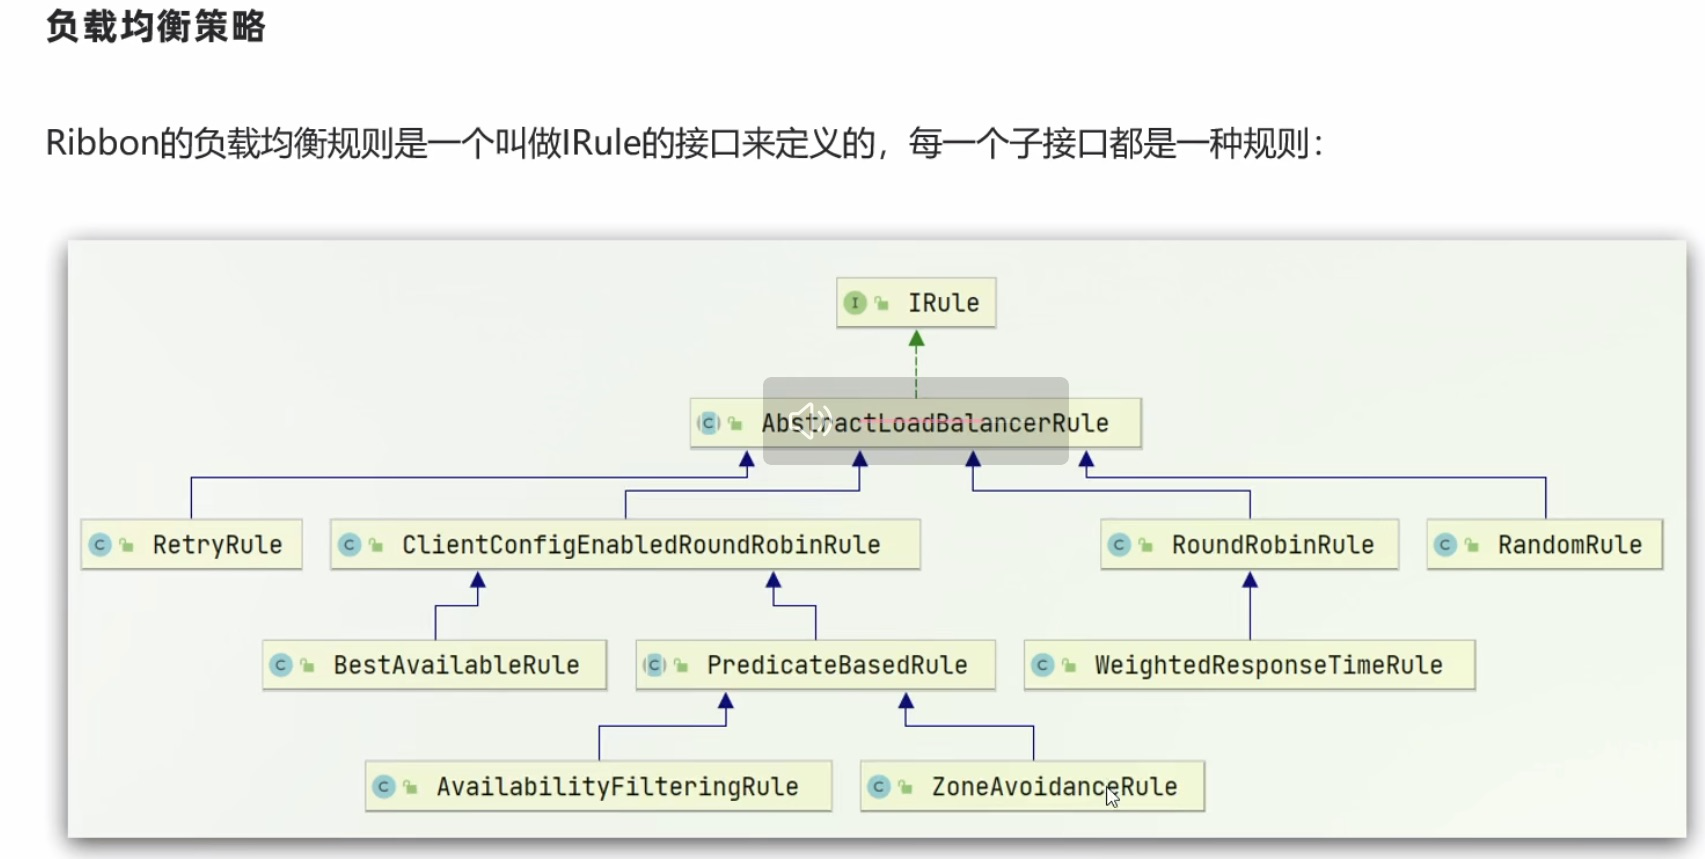 负载均衡策略
Ribbon的负载均衡规则是一个叫做IRule的接口来定义的，每一个子接口都是一种规则：
I IRule
C AbstractLoadBalancerRule
C RetryRule
C ClientConfigEnabledRoundRobinRule
C RoundRobinRule
C RandomRule
C BestAvailableRule
C PredicateBasedRule
C WeightedResponseTimeRule
C AvailabilityFilteringRule
C ZoneAvoidanceRule